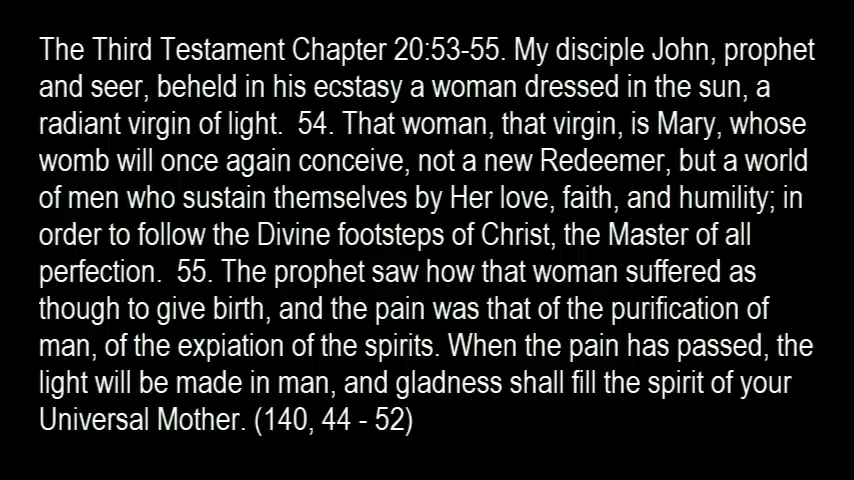 The Third Testament Chapter 20:53-55. My disciple John, prophet
and seer, beheld in his ecstasy a woman dressed in the sun, a
radiant virgin of light.  54. That woman, that virgin, is Mary, whose
womb will once again conceive, not a new Redeemer, but a world
of men who sustain themselves by Her love, faith, and humility; in
order to follow the Divine footsteps of Christ, the Master of all
perfection.  55. The prophet saw how that woman suffered as
though to give birth, and the pain was that of the purification of
man, of the expiation of the spirits. When the pain has passed, the
light will be made in man, and gladness shall fill the spirit of your
Universal Mother. (140, 44 - 52)